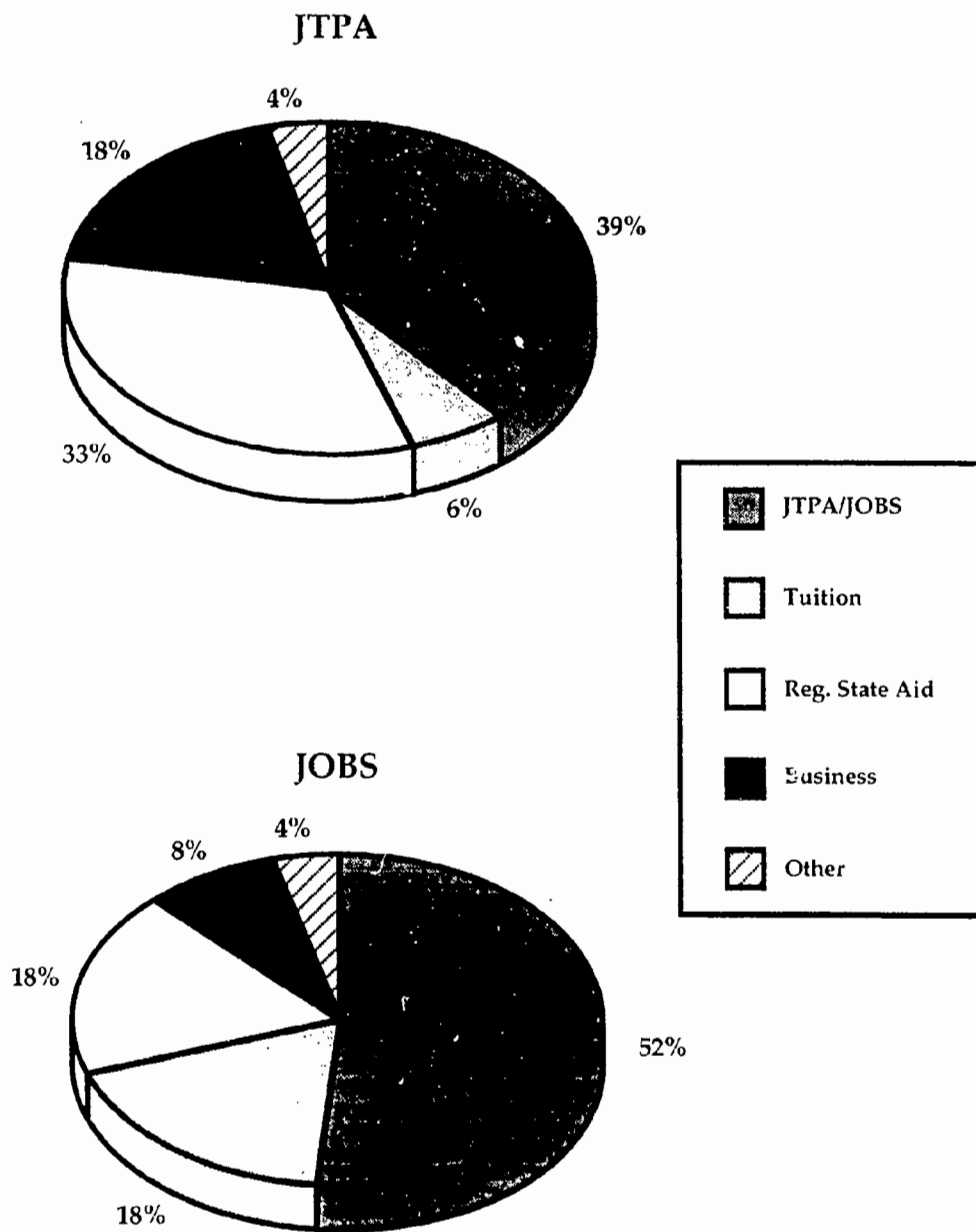 JTPA
4%
18%
39%
33%
6%
JTPA/JOBS
Tuition
Reg. State Aid
Business
Other
JOBS
4%
8%
18%
52%
18%